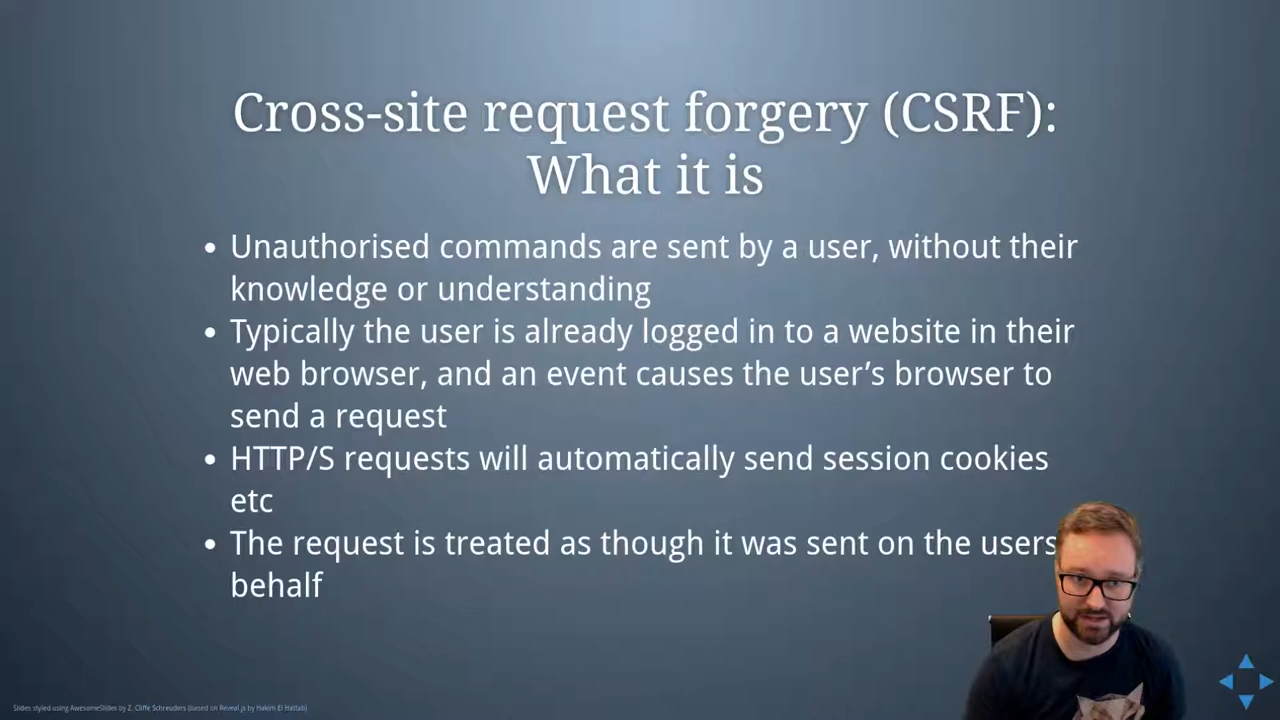 Cross-site request forgery (CSRF):
What it is
• Unauthorised commands are sent by a user, without their
knowledge or understanding
• Typically the user is already logged in to a website in their
web browser, and an event causes the user’s browser to
send a request
• HTTP/S requests will automatically send session cookies
etc
• The request is treated as though it was sent on the users
behalf
Slides styled using AwesomeSlides by Z. Cliffe Schreuders (based on Reveal.js by Hakim El Hattab)